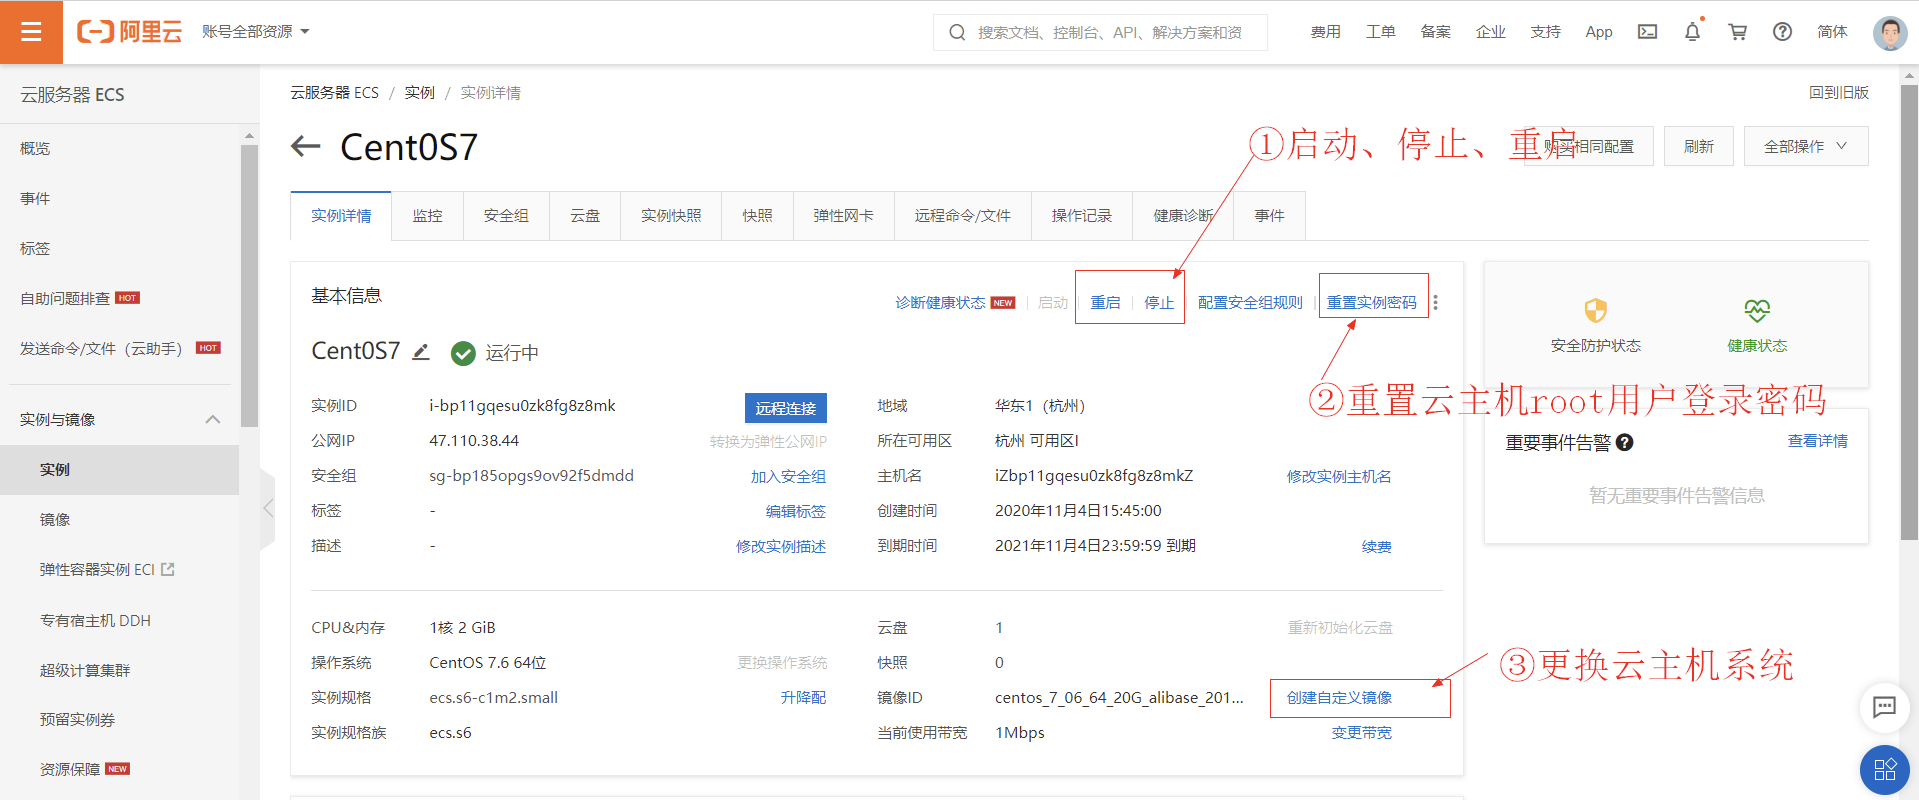 阿里云 账号全部资源 搜索文档、控制台、API、解决方案和资 费用 工单 备案 企业 支持 App 简体
云服务器 ECS
概览
事件
标签
自助问题排查 HOT
发送命令/文件（云助手） HOT
实例与镜像
实例
镜像
弹性容器实例 ECI
专有宿主机 DDH
超级计算集群
预留实例券
资源保障 NEW
云服务器 ECS / 实例 / 实例详情 回到旧版
Cent0S7
①启动、停止、重启
购买相同配置 刷新 全部操作
实例详情 监控 安全组 云盘 实例快照 快照 弹性网卡 远程命令/文件 操作记录 健康诊断 事件
基本信息 诊断健康状态 NEW 启动 重启 停止 配置安全组规则 重置实例密码
Cent0S7 运行中
②重置云主机root用户登录密码
实例ID i-bp11gqesu0zk8fg8z8mk 远程连接 地域 华东1（杭州）
公网IP 47.110.38.44 转换为弹性公网IP 所在可用区 杭州 可用区I
安全组 sg-bp185opgs9ov92f5dmdd 加入安全组 主机名 iZbp11gqesu0zk8fg8z8mkZ 修改实例主机名
标签 - 编辑标签 创建时间 2020年11月4日15:45:00
描述 - 修改实例描述 到期时间 2021年11月4日23:59:59 到期 续费
CPU&内存 1核 2 GiB 云盘 1 重新初始化云盘
操作系统 CentOS 7.6 64位 更换操作系统 快照 0
③更换云主机系统
实例规格 ecs.s6-c1m2.small 升降配 镜像ID centos_7_06_64_20G_alibase_201... 创建自定义镜像
实例规格族 ecs.s6 当前使用带宽 1Mbps 变更带宽
安全防护状态 健康状态
重要事件告警 ? 查看详情
暂无重要事件告警信息